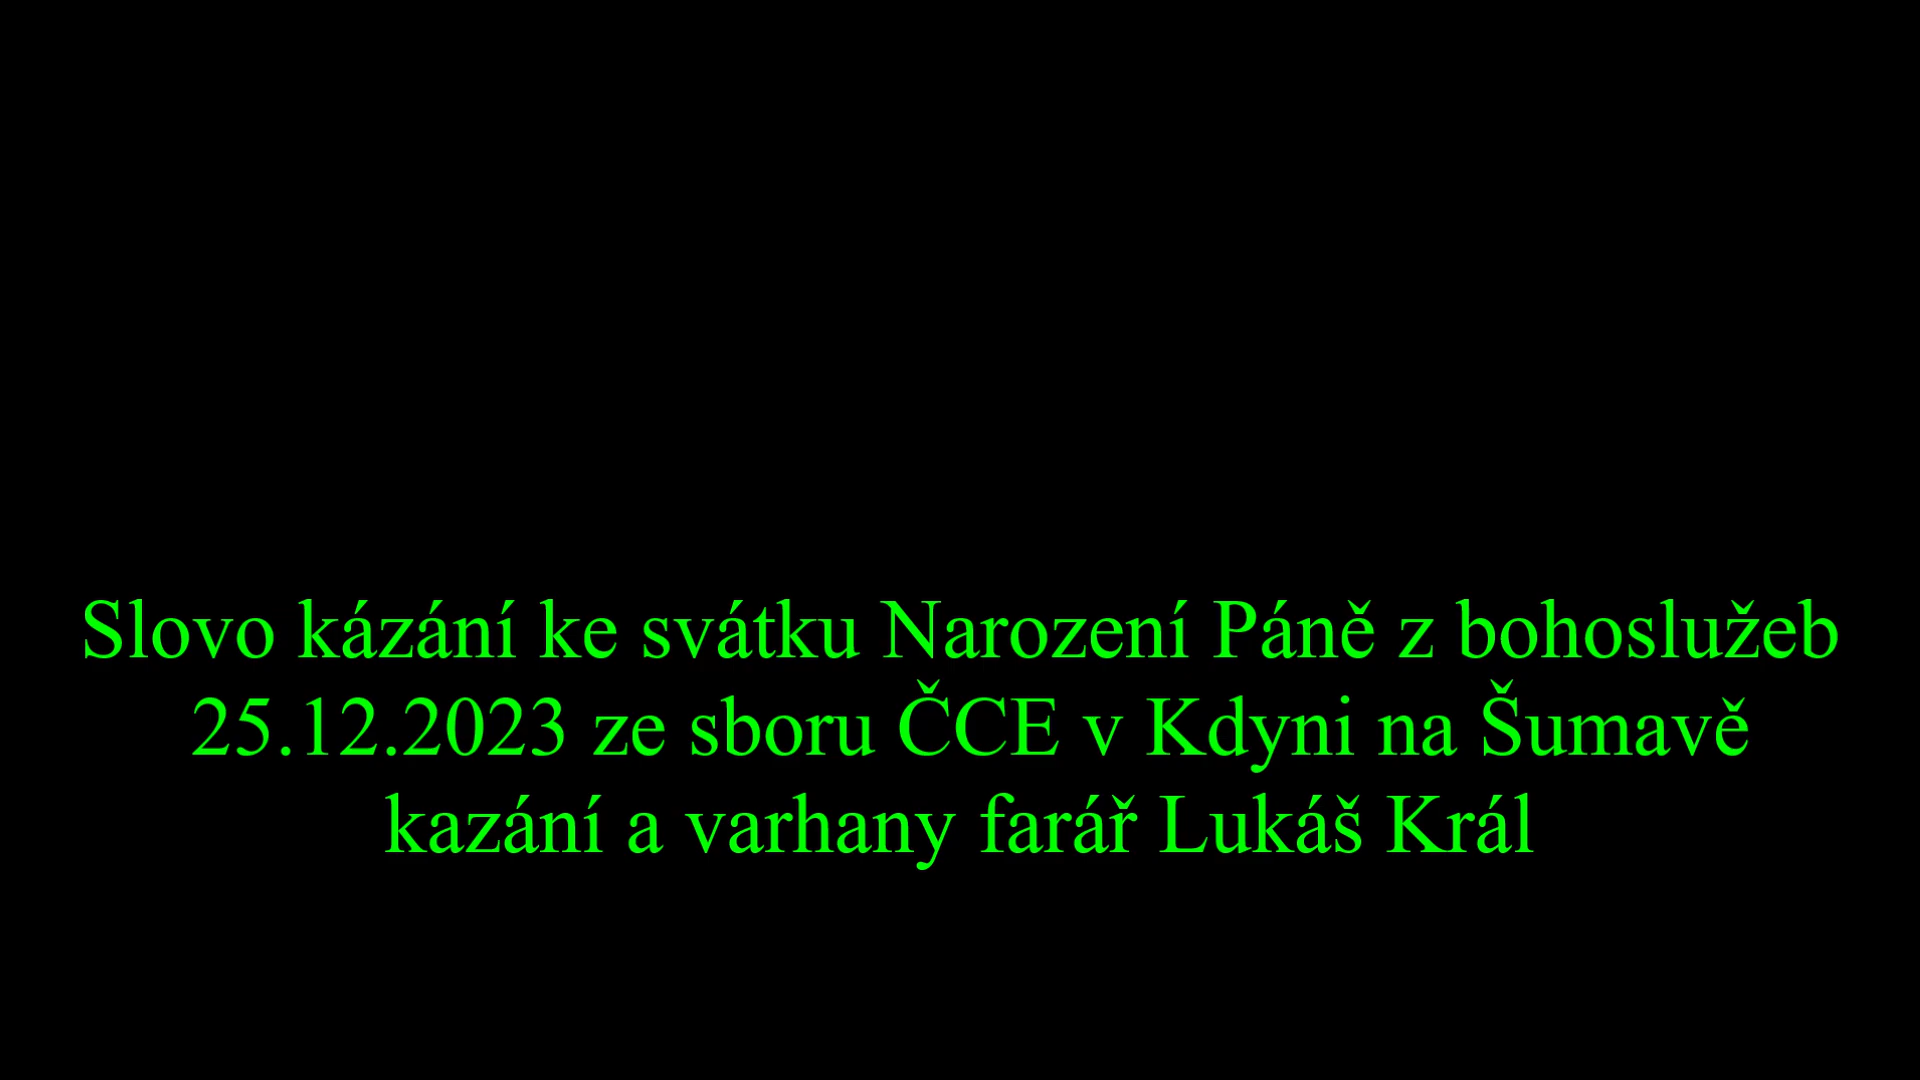 Slovo kázání ke svátku Narození Páně z bohoslužeb
25.12.2023 ze sboru ČCE v Kdyni na Šumavě
kazání a varhany farář Lukáš Král